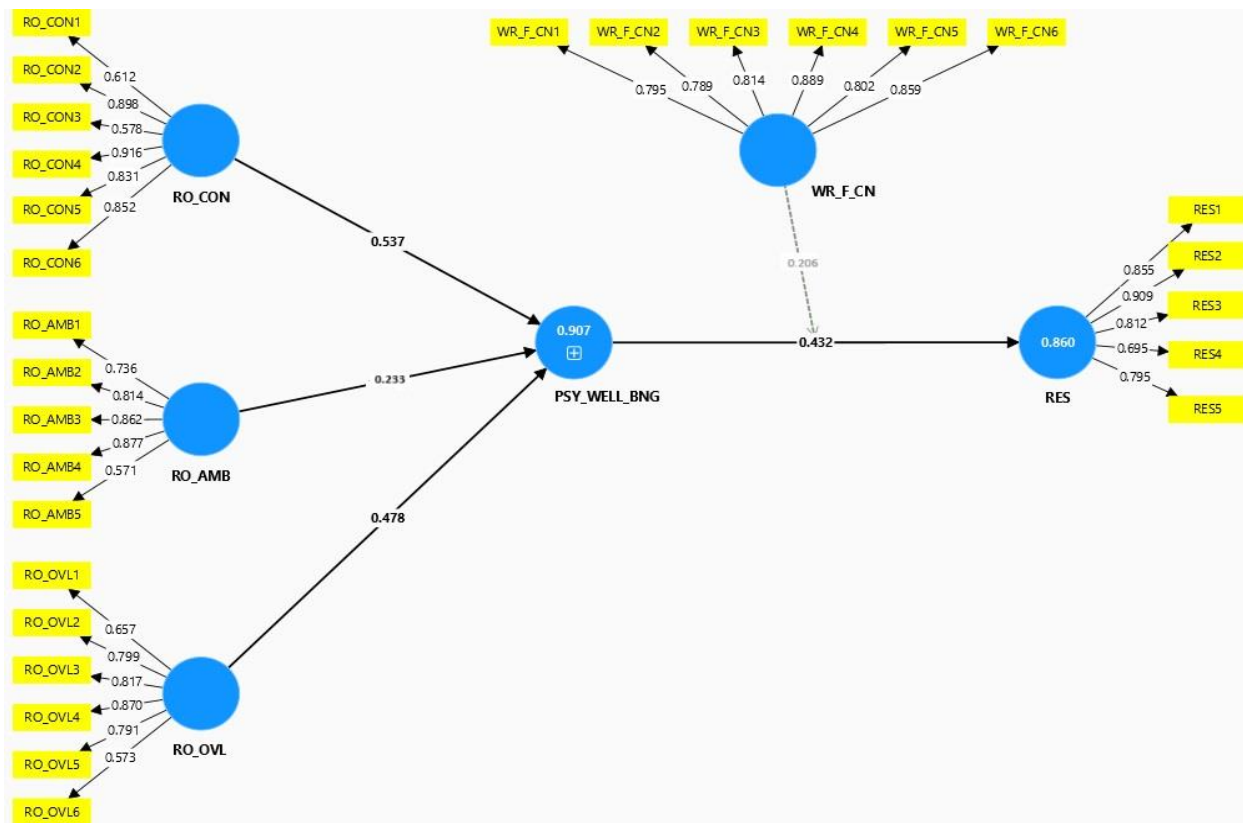 RO_CON1
RO_CON2
RO_CON3
RO_CON4
RO_CON5
RO_CON6
0.612
0.898
0.578
0.916
0.831
0.852
RO_CON
WR_F_CN1
WR_F_CN2
WR_F_CN3
WR_F_CN4
WR_F_CN5
WR_F_CN6
0.795
0.789
0.814
0.889
0.802
0.859
WR_F_CN
0.537
0.206
RO_AMB1
RO_AMB2
RO_AMB3
RO_AMB4
RO_AMB5
0.736
0.814
0.862
0.877
0.571
RO_AMB
0.233
0.907
PSY_WELL_BNG
0.432
0.860
RES
RES1
RES2
RES3
RES4
RES5
0.855
0.909
0.812
0.695
0.795
0.478
RO_OVL1
RO_OVL2
RO_OVL3
RO_OVL4
RO_OVL5
RO_OVL6
0.657
0.799
0.817
0.870
0.791
0.573
RO_OVL